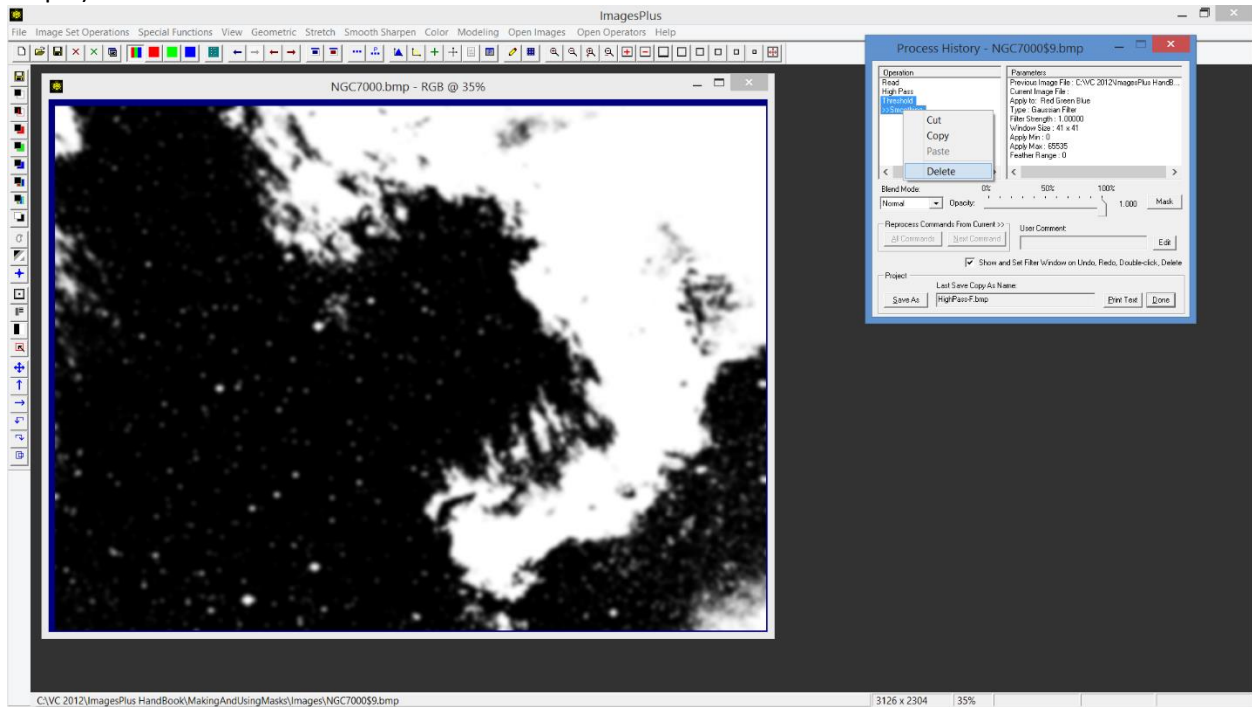 ImagesPlus
File Image Set Operations Special Functions View Geometric Stretch Smooth Sharpen Color Modeling Open Images Open Operators Help
NGC7000.bmp - RGB @ 35%
Process History - NGC7000$9.bmp
Operation
Read
High Pass
Threshold
>>Smoothing
Cut
Copy
Paste
Delete
Parameters
Previous Image File : C:\VC 2012\ImagesPlus HandB...
Current Image File :
Apply to: Red Green Blue
Type : Gaussian Filter
Filter Strength : 1.00000
Window Size : 41 x 41
Apply Min : 0
Apply Max : 65535
Feather Range : 0
Blend Mode:
0% 50% 100%
Normal Opacity: 1.000 Mask
Reprocess Commands From Current >>
All Commands Next Command
User Comment:
Edit
Show and Set Filter Window on Undo, Redo, Double-click, Delete
Project
Last Save Copy As Name:
Save As HighPass-F.bmp Print Text Done
C:\VC 2012\ImagesPlus HandBook\MakingAndUsingMasks\Images\NGC7000$9.bmp 3126 x 2304 35%